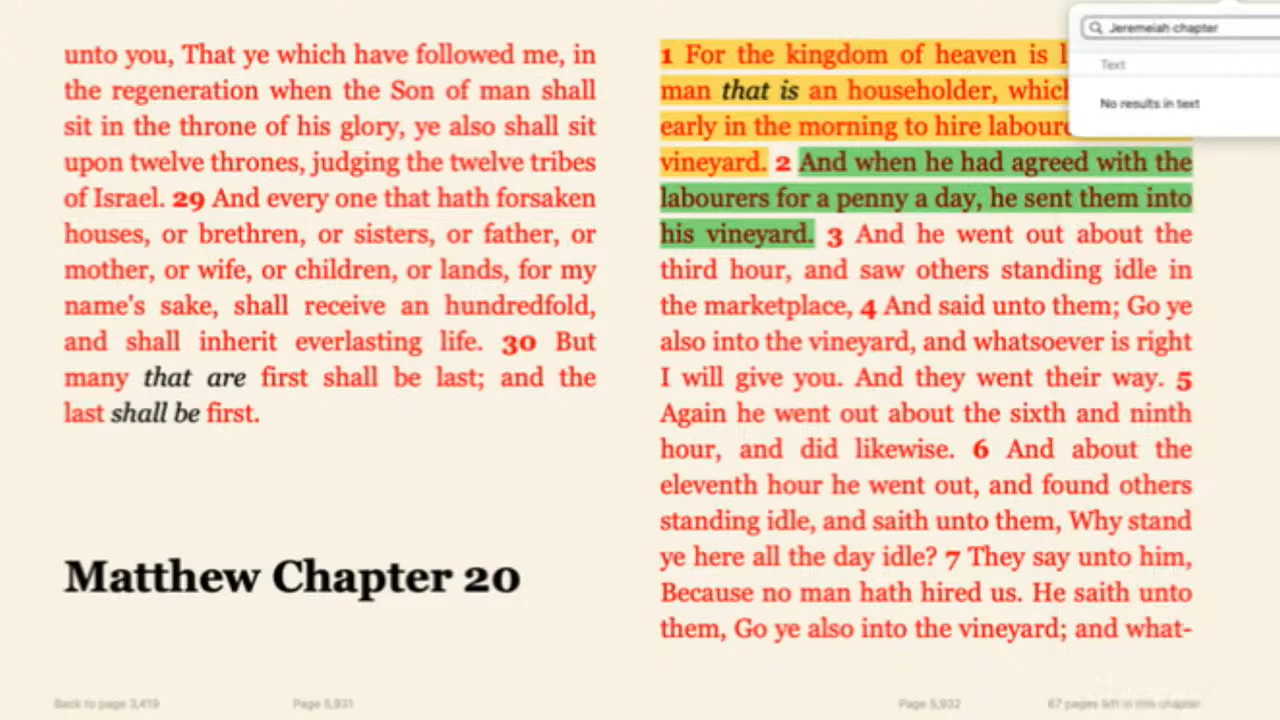 unto you, That ye which have followed me, in
the regeneration when the Son of man shall
sit in the throne of his glory, ye also shall sit
upon twelve thrones, judging the twelve tribes
of Israel. 29 And every one that hath forsaken
houses, or brethren, or sisters, or father, or
mother, or wife, or children, or lands, for my
name's sake, shall receive an hundredfold,
and shall inherit everlasting life. 30 But
many that are first shall be last; and the
last shall be first.
Matthew Chapter 20
Back to page 3,419
Page 5,931
1 For the kingdom of heaven is
man that is an householder,
early in the morning to hire
vineyard. 2 And when he had agreed with the
labourers for a penny a day, he sent them into
his vineyard. 3 And he went out about the
third hour, and saw others standing idle in
the marketplace, 4 And said unto them; Go ye
also into the vineyard, and whatsoever is right
I will give you. And they went their way. 5
Again he went out about the sixth and ninth
hour, and did likewise. 6 And about the
eleventh hour he went out, and found others
standing idle, and saith unto them, Why stand
ye here all the day idle? 7 They say unto him,
Because no man hath hired us. He saith unto
them, Go ye also into the vineyard; and what-
Page 5,932
67 pages left in this chapter
Jeremeiah chapter
Text
No results in text